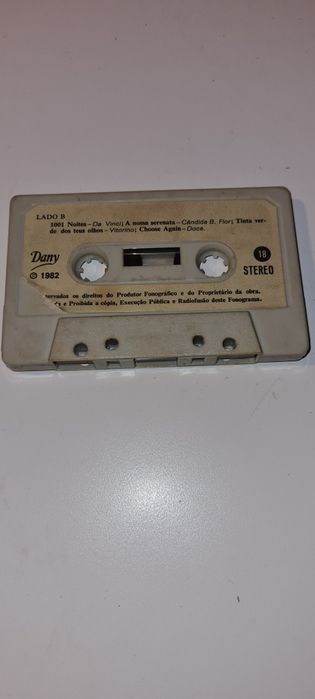 LADO B
1001 Noites – Da Vinci; A nossa serenata – Cândida B. Flor; Tinta ver-
de dos teus olhos – Vitorino; Choose Again – Doce.
Dany
℗ 1982
18
STEREO
servados os direitos do Produtor Fonográfico e do Proprietário da obra.
e Proibida a cópia, Execução Pública e Radiofusão deste Fonograma.